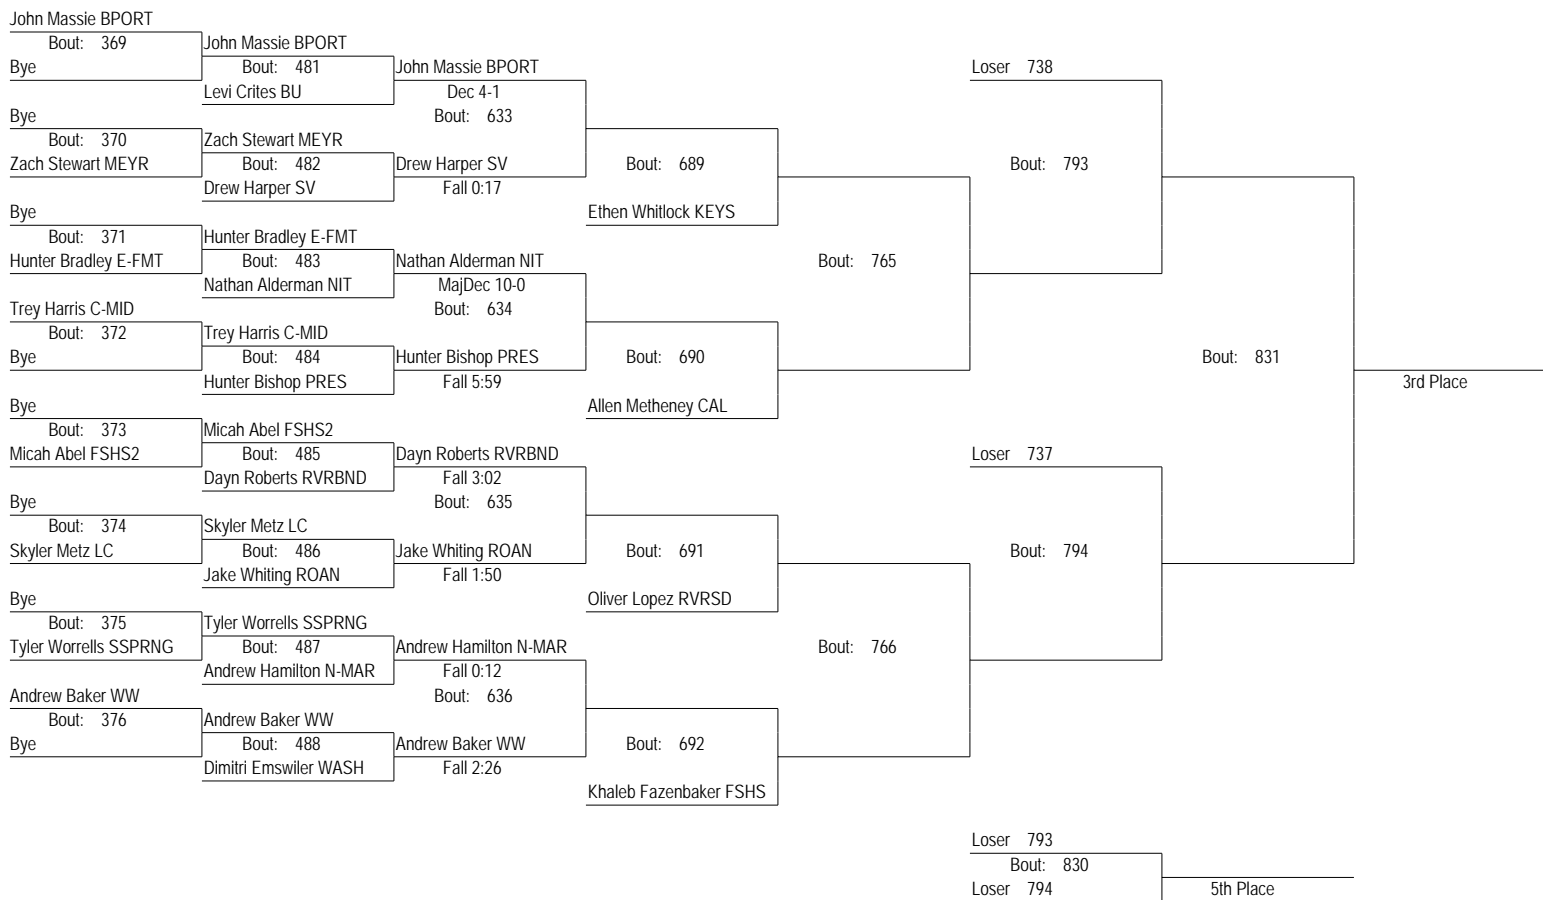 John Massie BPORT
Bout: 369
John Massie BPORT
Bye
Bout: 481
John Massie BPORT
Loser 738
Levi Crites BU
Dec 4-1
Bye
Bout: 633
Bout: 370
Zach Stewart MEYR
Zach Stewart MEYR
Bout: 482
Drew Harper SV
Bout: 689
Bout: 793
Drew Harper SV
Fall 0:17
Bye
Ethen Whitlock KEYS
Bout: 371
Hunter Bradley E-FMT
Hunter Bradley E-FMT
Bout: 483
Nathan Alderman NIT
Bout: 765
Nathan Alderman NIT
MajDec 10-0
Trey Harris C-MID
Bout: 634
Bout: 372
Trey Harris C-MID
Bye
Bout: 484
Hunter Bishop PRES
Bout: 690
Bout: 831
Hunter Bishop PRES
Fall 5:59
3rd Place
Bye
Allen Metheney CAL
Bout: 373
Micah Abel FSHS2
Micah Abel FSHS2
Bout: 485
Dayn Roberts RVRBND
Loser 737
Dayn Roberts RVRBND
Fall 3:02
Bye
Bout: 635
Bout: 374
Skyler Metz LC
Skyler Metz LC
Bout: 486
Jake Whiting ROAN
Bout: 691
Bout: 794
Jake Whiting ROAN
Fall 1:50
Bye
Oliver Lopez RVRSD
Bout: 375
Tyler Worrells SSPRNG
Tyler Worrells SSPRNG
Bout: 487
Andrew Hamilton N-MAR
Bout: 766
Andrew Hamilton N-MAR
Fall 0:12
Andrew Baker WW
Bout: 636
Bout: 376
Andrew Baker WW
Bye
Bout: 488
Andrew Baker WW
Bout: 692
Dimitri Emswiler WASH
Fall 2:26
Khaleb Fazenbaker FSHS
Loser 793
Bout: 830
Loser 794
5th Place